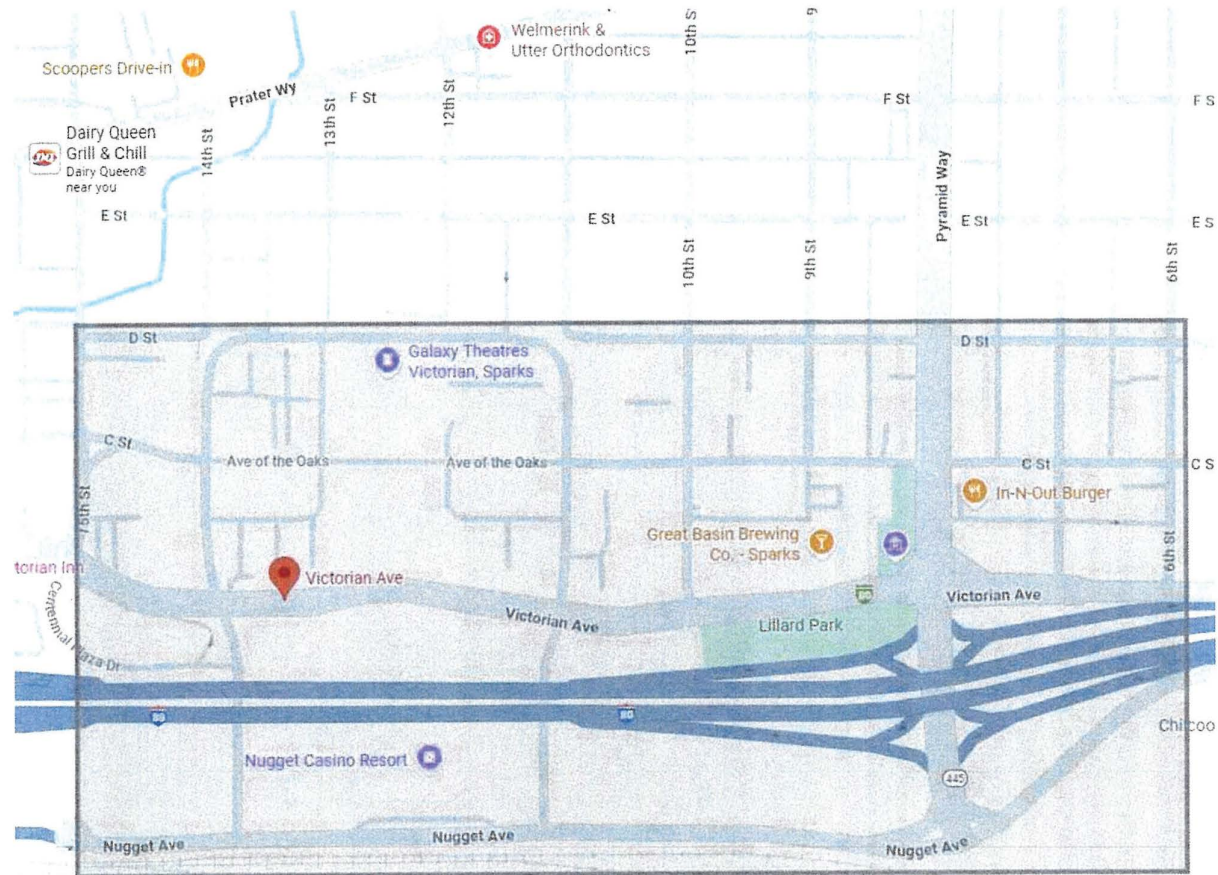 10th S
9
Welmerink &
Utter Orthodontics
Scoopers Drive-in
Prater Wy
F St
F St
F S
12th St
13th St
14th St
Dairy Queen
Grill & Chill
Dairy Queen®
near you
E St
E St
E St
E S
Pyramid Way
10th St
9th St
6th St
D St
D St
Galaxy Theatres
Victorian, Sparks
C St
Ave of the Oaks
Ave of the Oaks
C St
C S
In-N-Out Burger
Great Basin Brewing
Co. - Sparks
6th St
torian Inn
Victorian Ave
Victorian Ave
Victorian Ave
80
Lillard Park
Centennial Plaza Dr
80
80
Chilcoo
Nugget Casino Resort
445
Nugget Ave
Nugget Ave
Nugget Ave